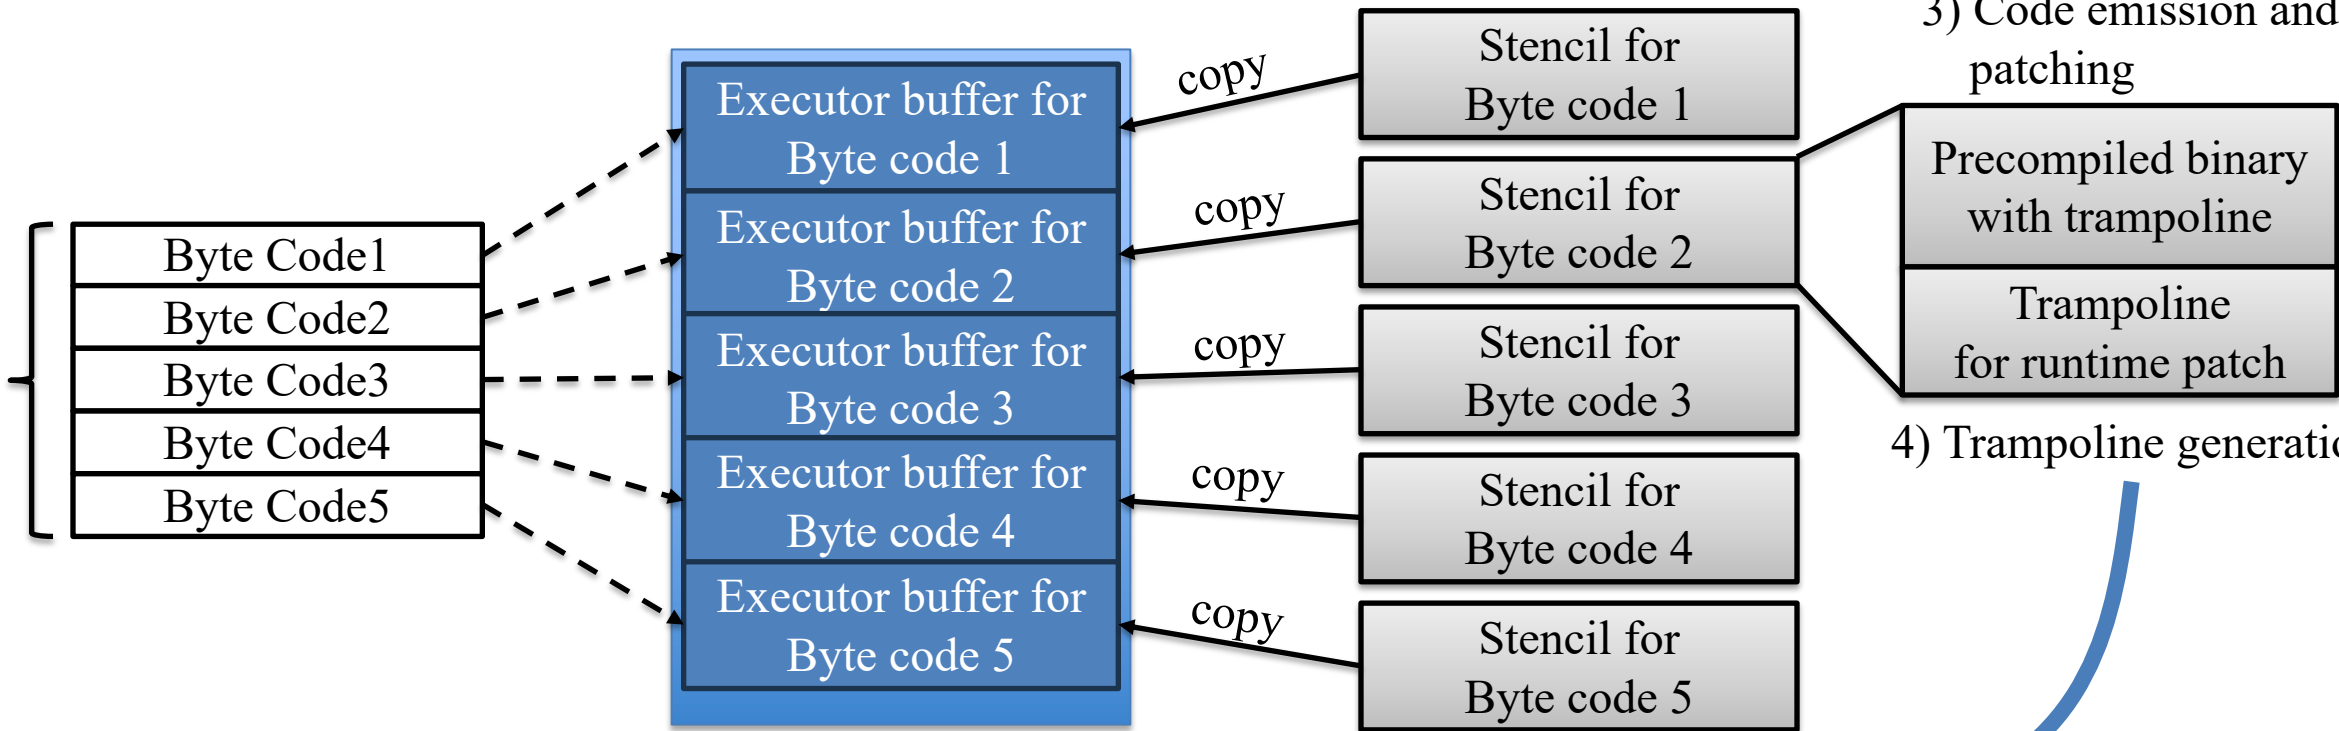 Byte Code1
Byte Code2
Byte Code3
Byte Code4
Byte Code5
Executor buffer for
Byte code 1
Executor buffer for
Byte code 2
Executor buffer for
Byte code 3
Executor buffer for
Byte code 4
Executor buffer for
Byte code 5
copy
copy
copy
copy
copy
Stencil for
Byte code 1
Stencil for
Byte code 2
Stencil for
Byte code 3
Stencil for
Byte code 4
Stencil for
Byte code 5
3) Code emission and
patching
Precompiled binary
with trampoline
Trampoline
for runtime patch
4) Trampoline